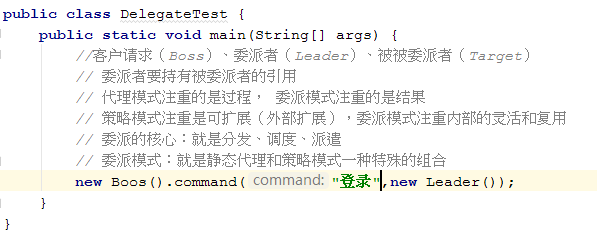 public class DelegateTest {
public static void main(String[] args) {
//客户请求（Boss）、委派者（Leader）、被被委派者（Target）
// 委派者要持有被委派者的引用
// 代理模式注重的是过程， 委派模式注重的是结果
// 策略模式注重是可扩展（外部扩展），委派模式注重内部的灵活和复用
// 委派的核心：就是分发、调度、派遣
// 委派模式：就是静态代理和策略模式一种特殊的组合
new Boos().command( command: "登录",new Leader());
}
}